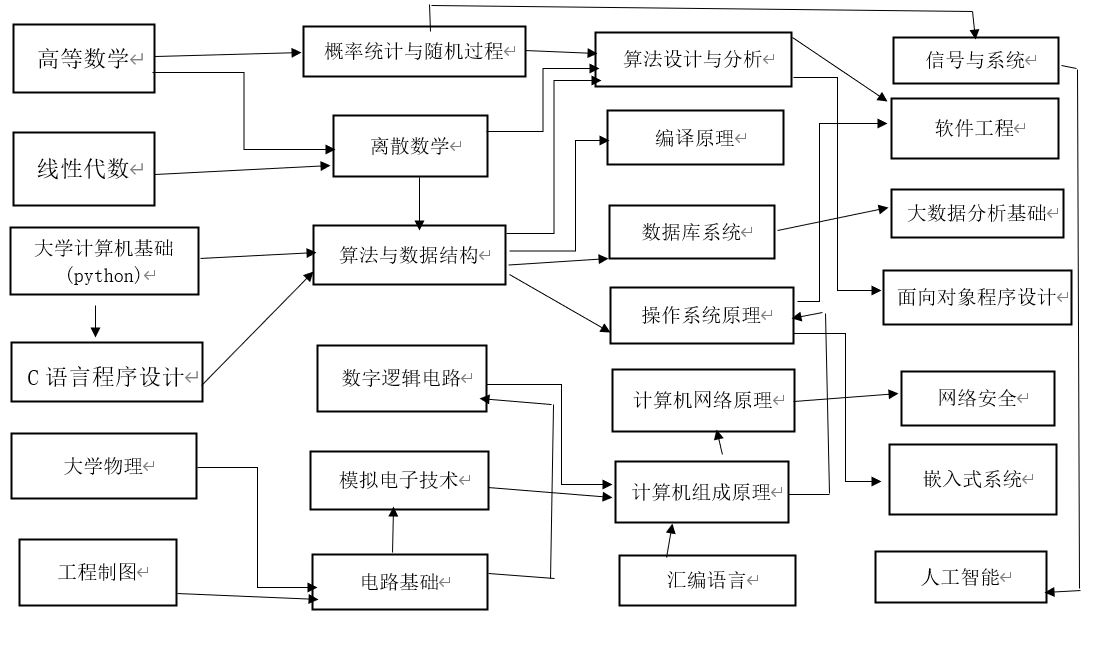 高等数学↵
线性代数↵
大学计算机基础
(python)↵
C 语言程序设计↵
大学物理↵
工程制图↵
概率统计与随机过程↵
离散数学↵
算法与数据结构↵
数字逻辑电路↵
模拟电子技术↵
电路基础↵
算法设计与分析↵
编译原理↵
数据库系统↵
操作系统原理↵
计算机网络原理↵
计算机组成原理↵
汇编语言↵
信号与系统↵
软件工程↵
大数据分析基础↵
面向对象程序设计↵
网络安全↵
嵌入式系统↵
人工智能↵